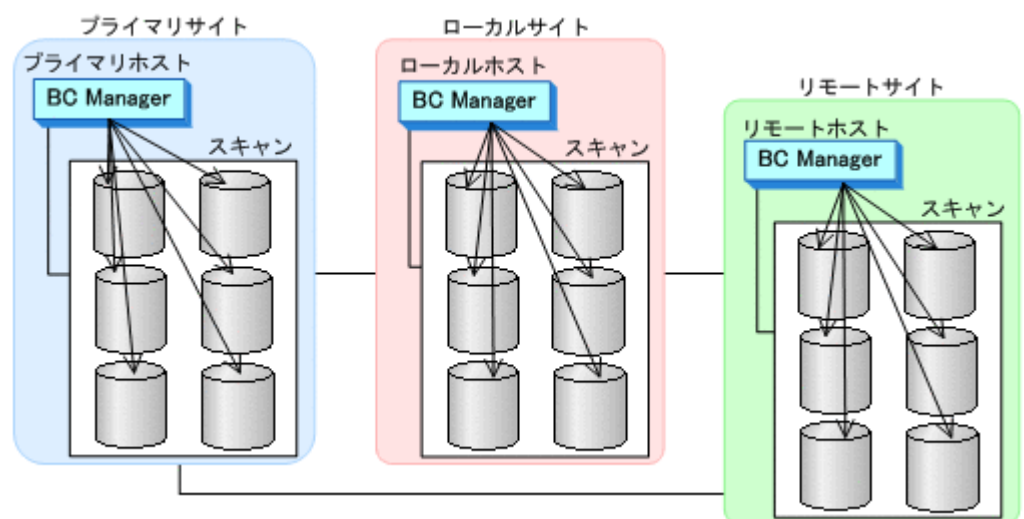 プライマリサイト
プライマリホスト
BC Manager
スキャン
ローカルサイト
ローカルホスト
BC Manager
スキャン
リモートサイト
リモートホスト
BC Manager
スキャン